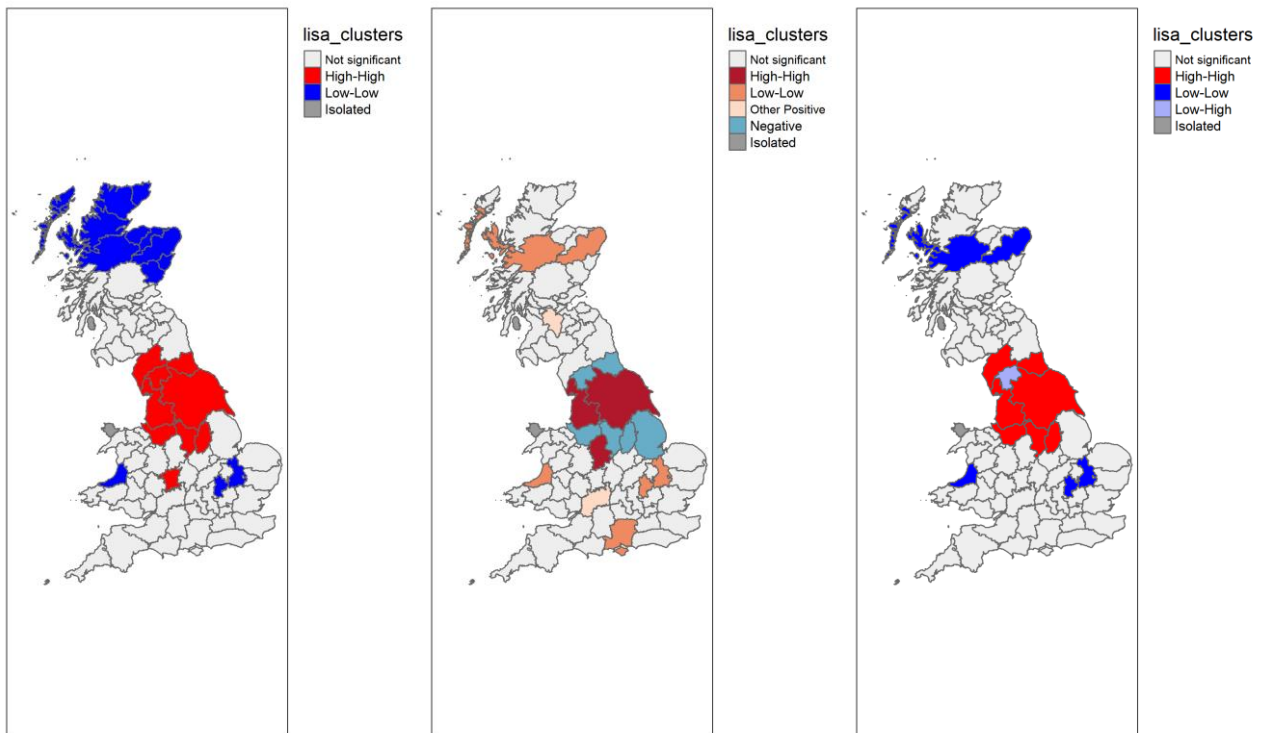 lisa_clusters
Not significant
High-High
Low-Low
Isolated
lisa_clusters
Not significant
High-High
Low-Low
Other Positive
Negative
Isolated
lisa_clusters
Not significant
High-High
Low-Low
Low-High
Isolated